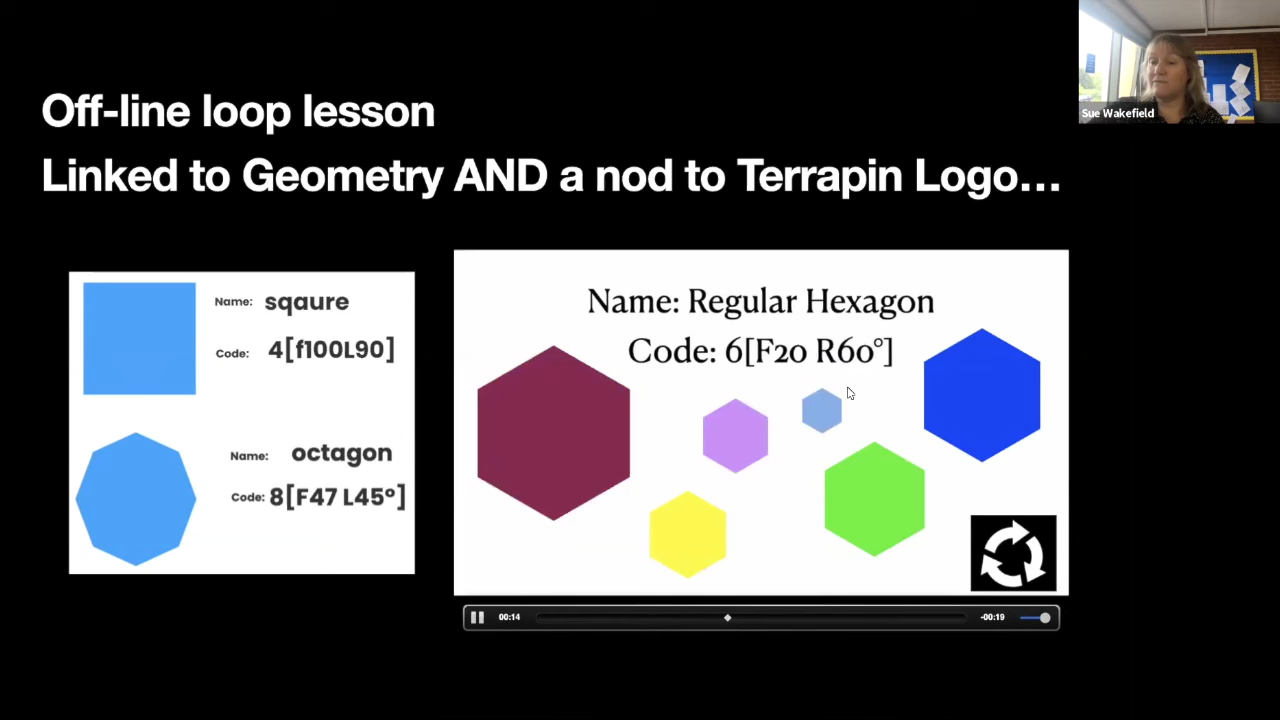 Sue Wakefield
Off-line loop lesson
Linked to Geometry AND a nod to Terrapin Logo...
Name: sqaure
Code: 4[f100L90]
Name: octagon
Code: 8[F47 L45°]
Name: Regular Hexagon
Code: 6[F20 R60°]
00:14
-00:19